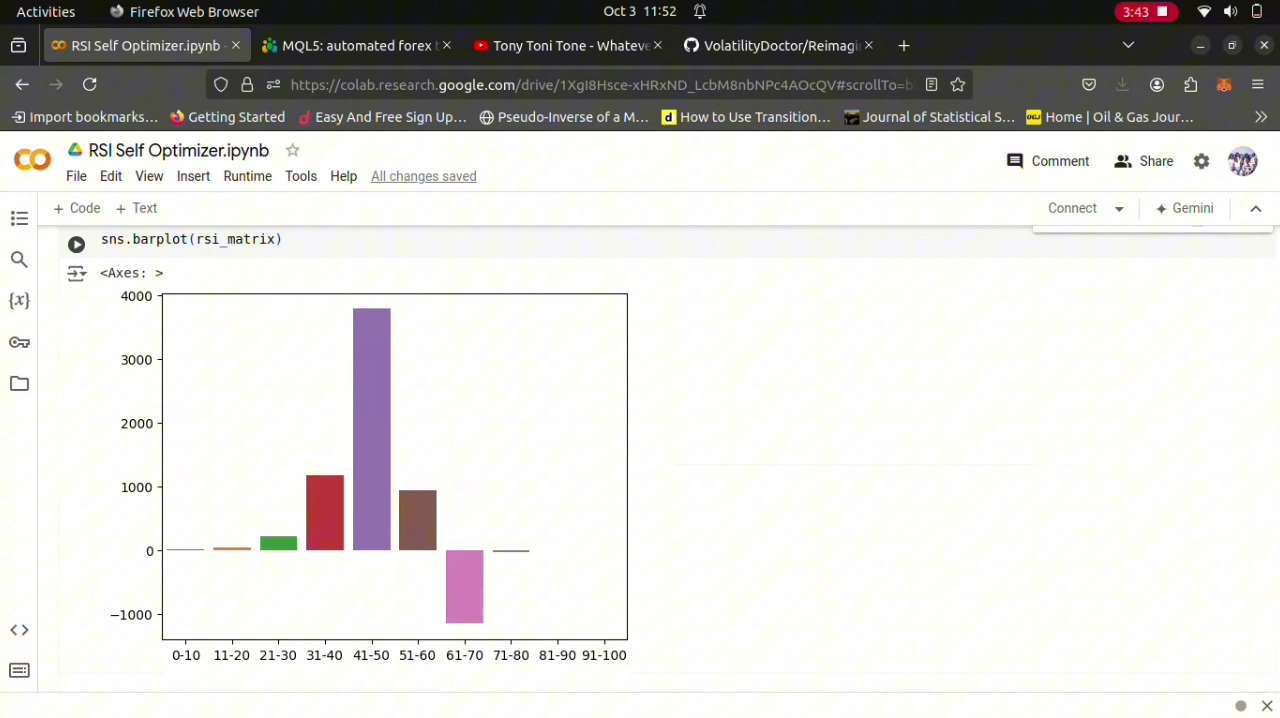 Activities Firefox Web Browser Oct 3 11:52 3:43
RSI Self Optimizer.ipynb - × MQL5: automated forex t × Tony Toni Tone - Whateve × VolatilityDoctor/Reimagi × +
https://colab.research.google.com/drive/1XgI8Hsce-xHRxND_LcbM8nbNPc4AOcQV#scrollTo=b
Import bookmarks… Getting Started Easy And Free Sign Up… Pseudo-Inverse of a M… How to Use Transition… Journal of Statistical S… Home | Oil & Gas Jour…
RSI Self Optimizer.ipynb Comment Share
File Edit View Insert Runtime Tools Help All changes saved
+ Code + Text Connect Gemini
sns.barplot(rsi_matrix)
<Axes: >
4000
3000
2000
1000
0
−1000
0-10 11-20 21-30 31-40 41-50 51-60 61-70 71-80 81-90 91-100